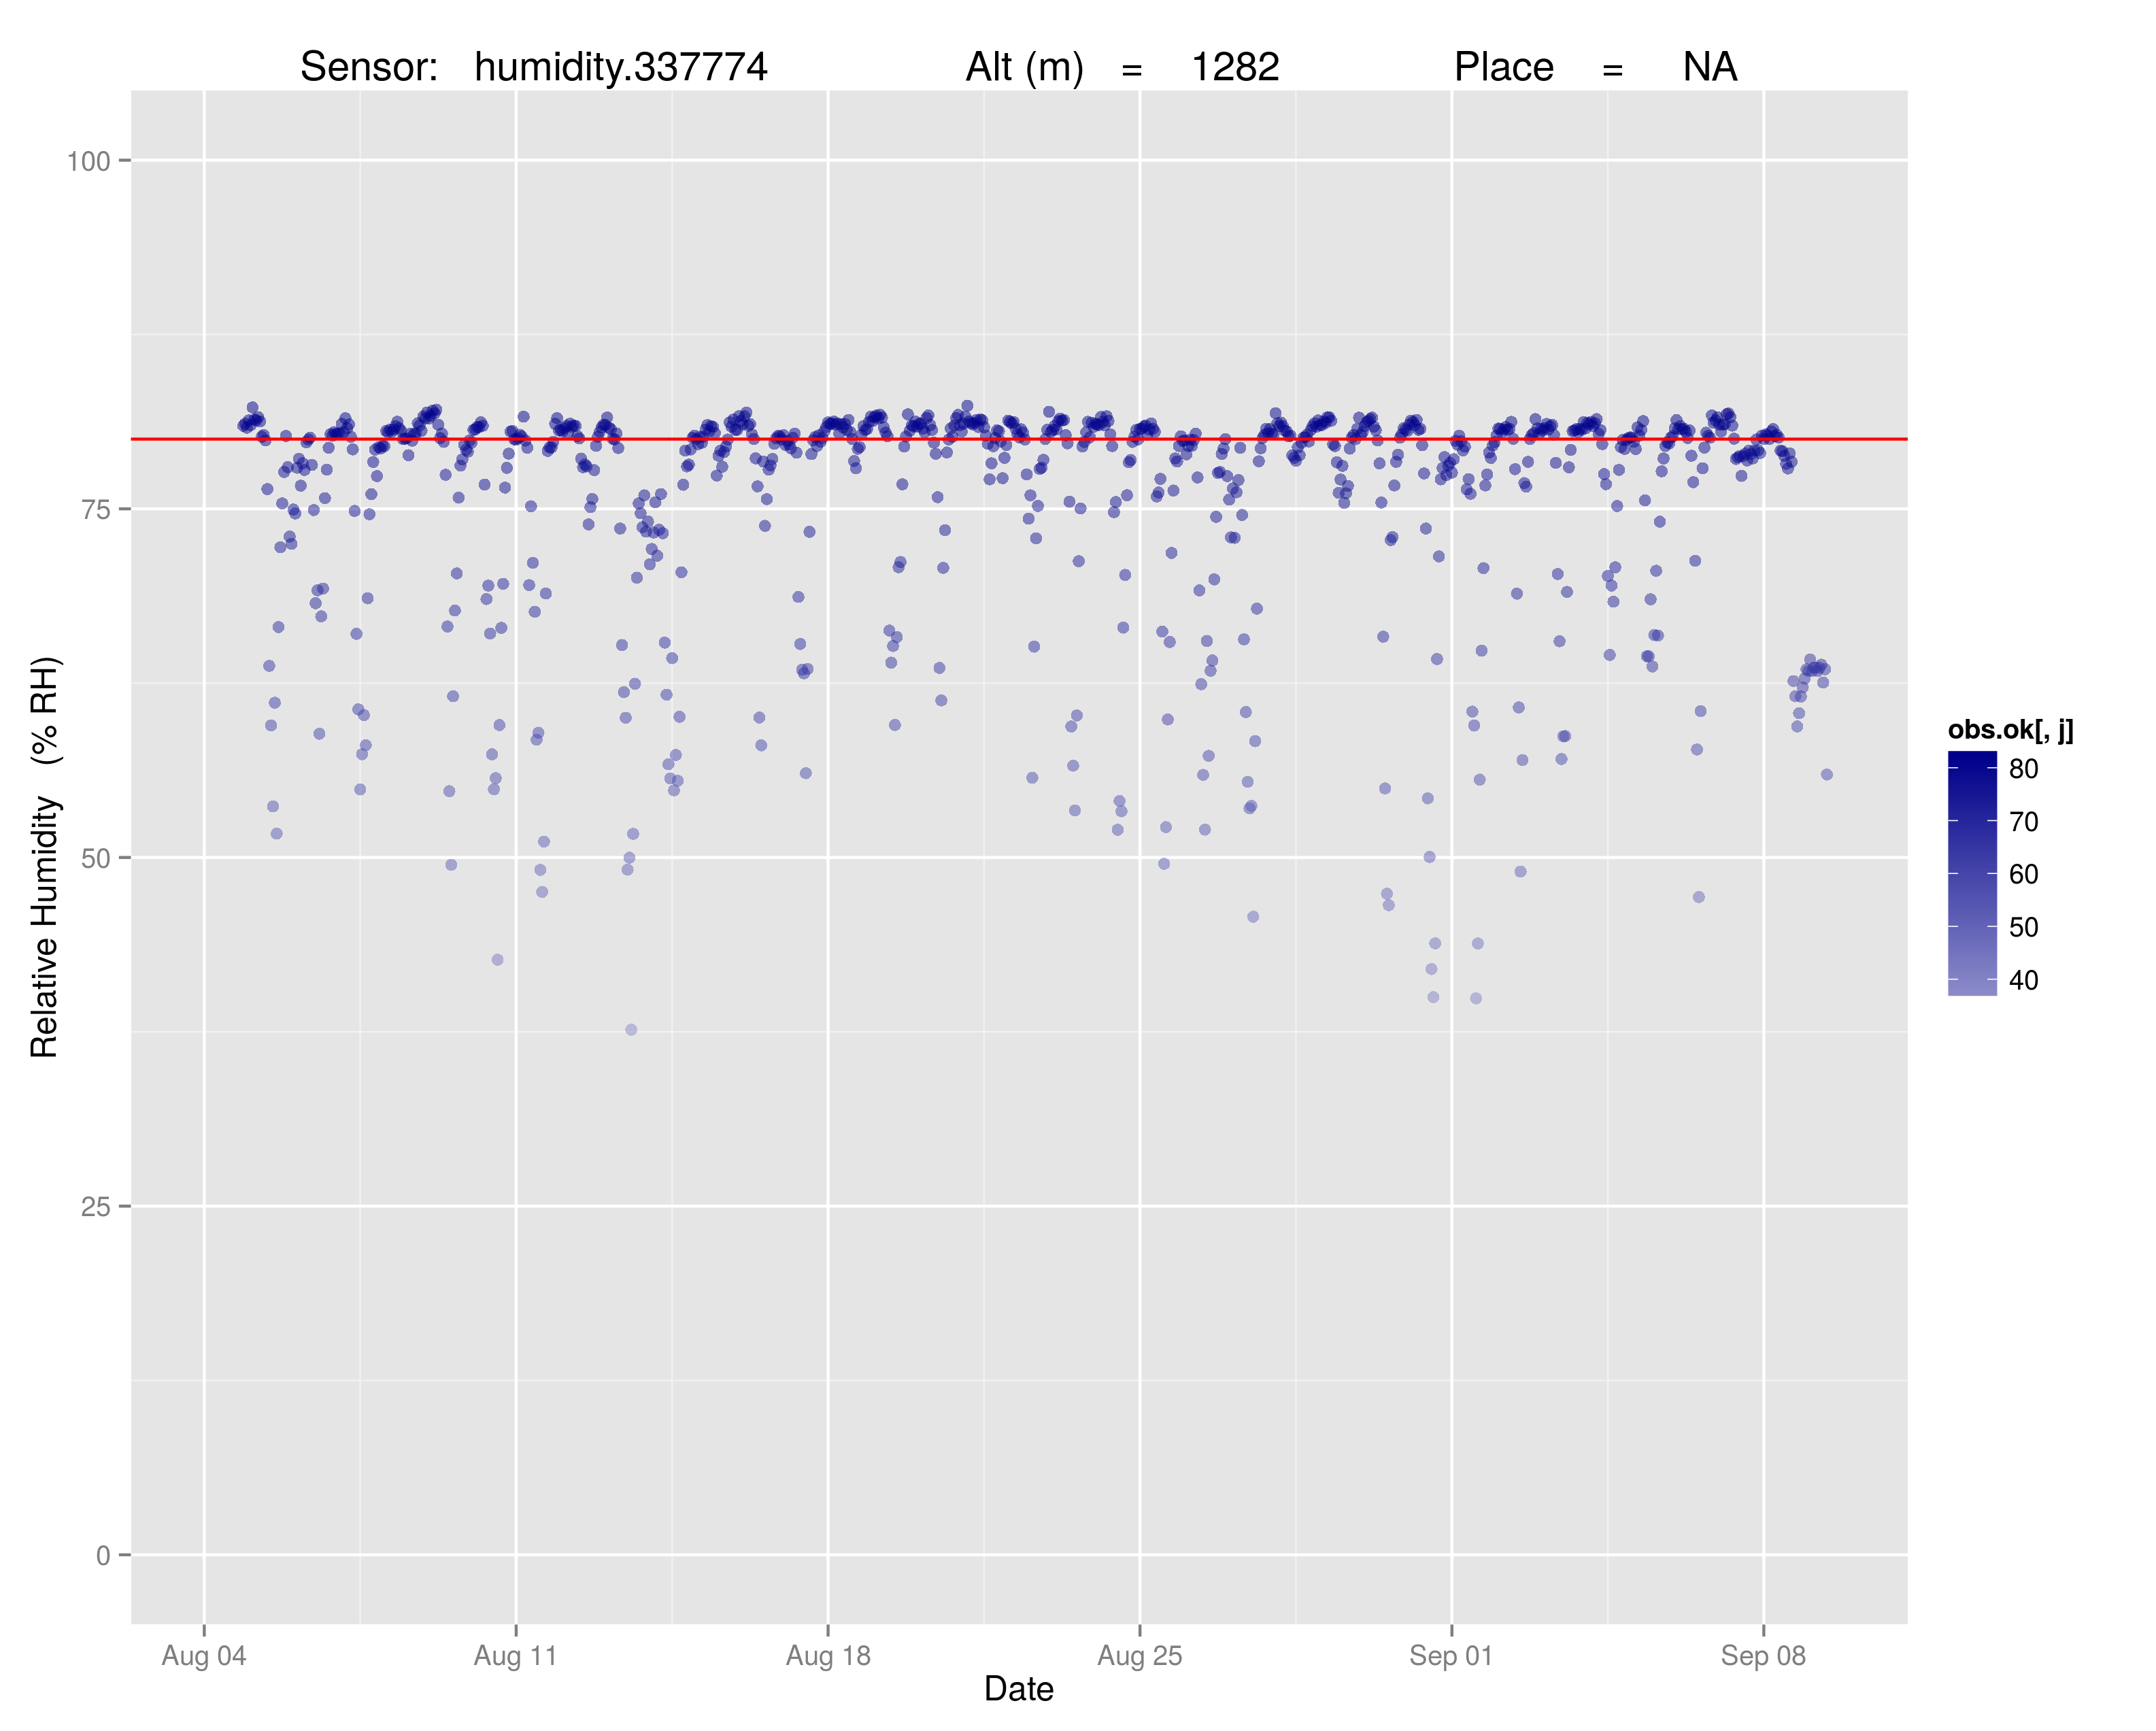 Sensor: humidity.337774 Alt (m) = 1282 Place = NA
100
75
50
25
0
Relative Humidity (% RH)
Aug 04 Aug 11 Aug 18 Aug 25 Sep 01 Sep 08
Date
obs.ok[, j]
80
70
60
50
40